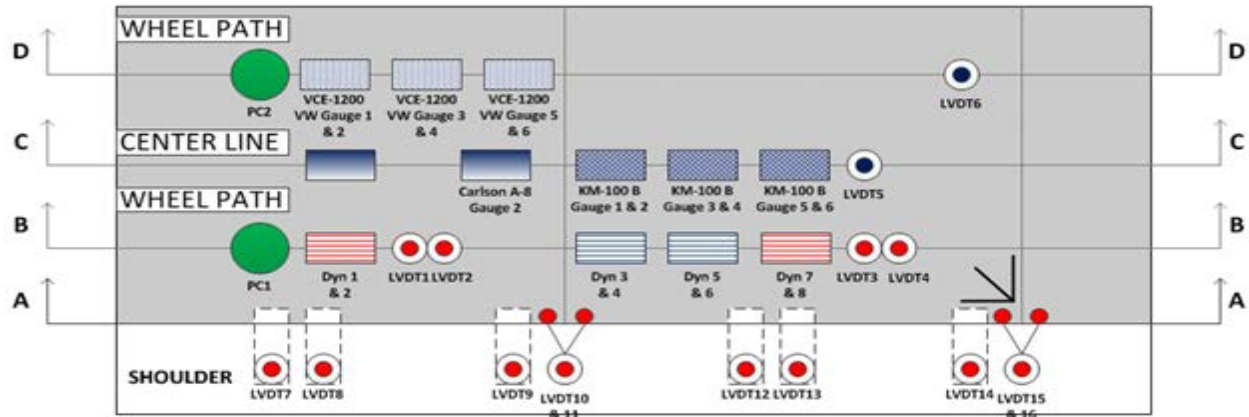 WHEEL PATH
D
D
PC2
VCE-1200
VW Gauge 1
& 2
VCE-1200
VW Gauge 3
& 4
VCE-1200
VW Gauge 5
& 6
LVDT6
CENTER LINE
C
C
Carlson A-8
Gauge 2
KM-100 B
Gauge 1 & 2
KM-100 B
Gauge 3 & 4
KM-100 B
Gauge 5 & 6
LVDT5
WHEEL PATH
B
B
PC1
Dyn 1
& 2
LVDT1
LVDT2
Dyn 3
& 4
Dyn 5
& 6
Dyn 7
& 8
LVDT3
LVDT4
A
A
SHOULDER
LVDT7
LVDT8
LVDT9
LVDT10
& 11
LVDT12
LVDT13
LVDT14
LVDT15
& 16